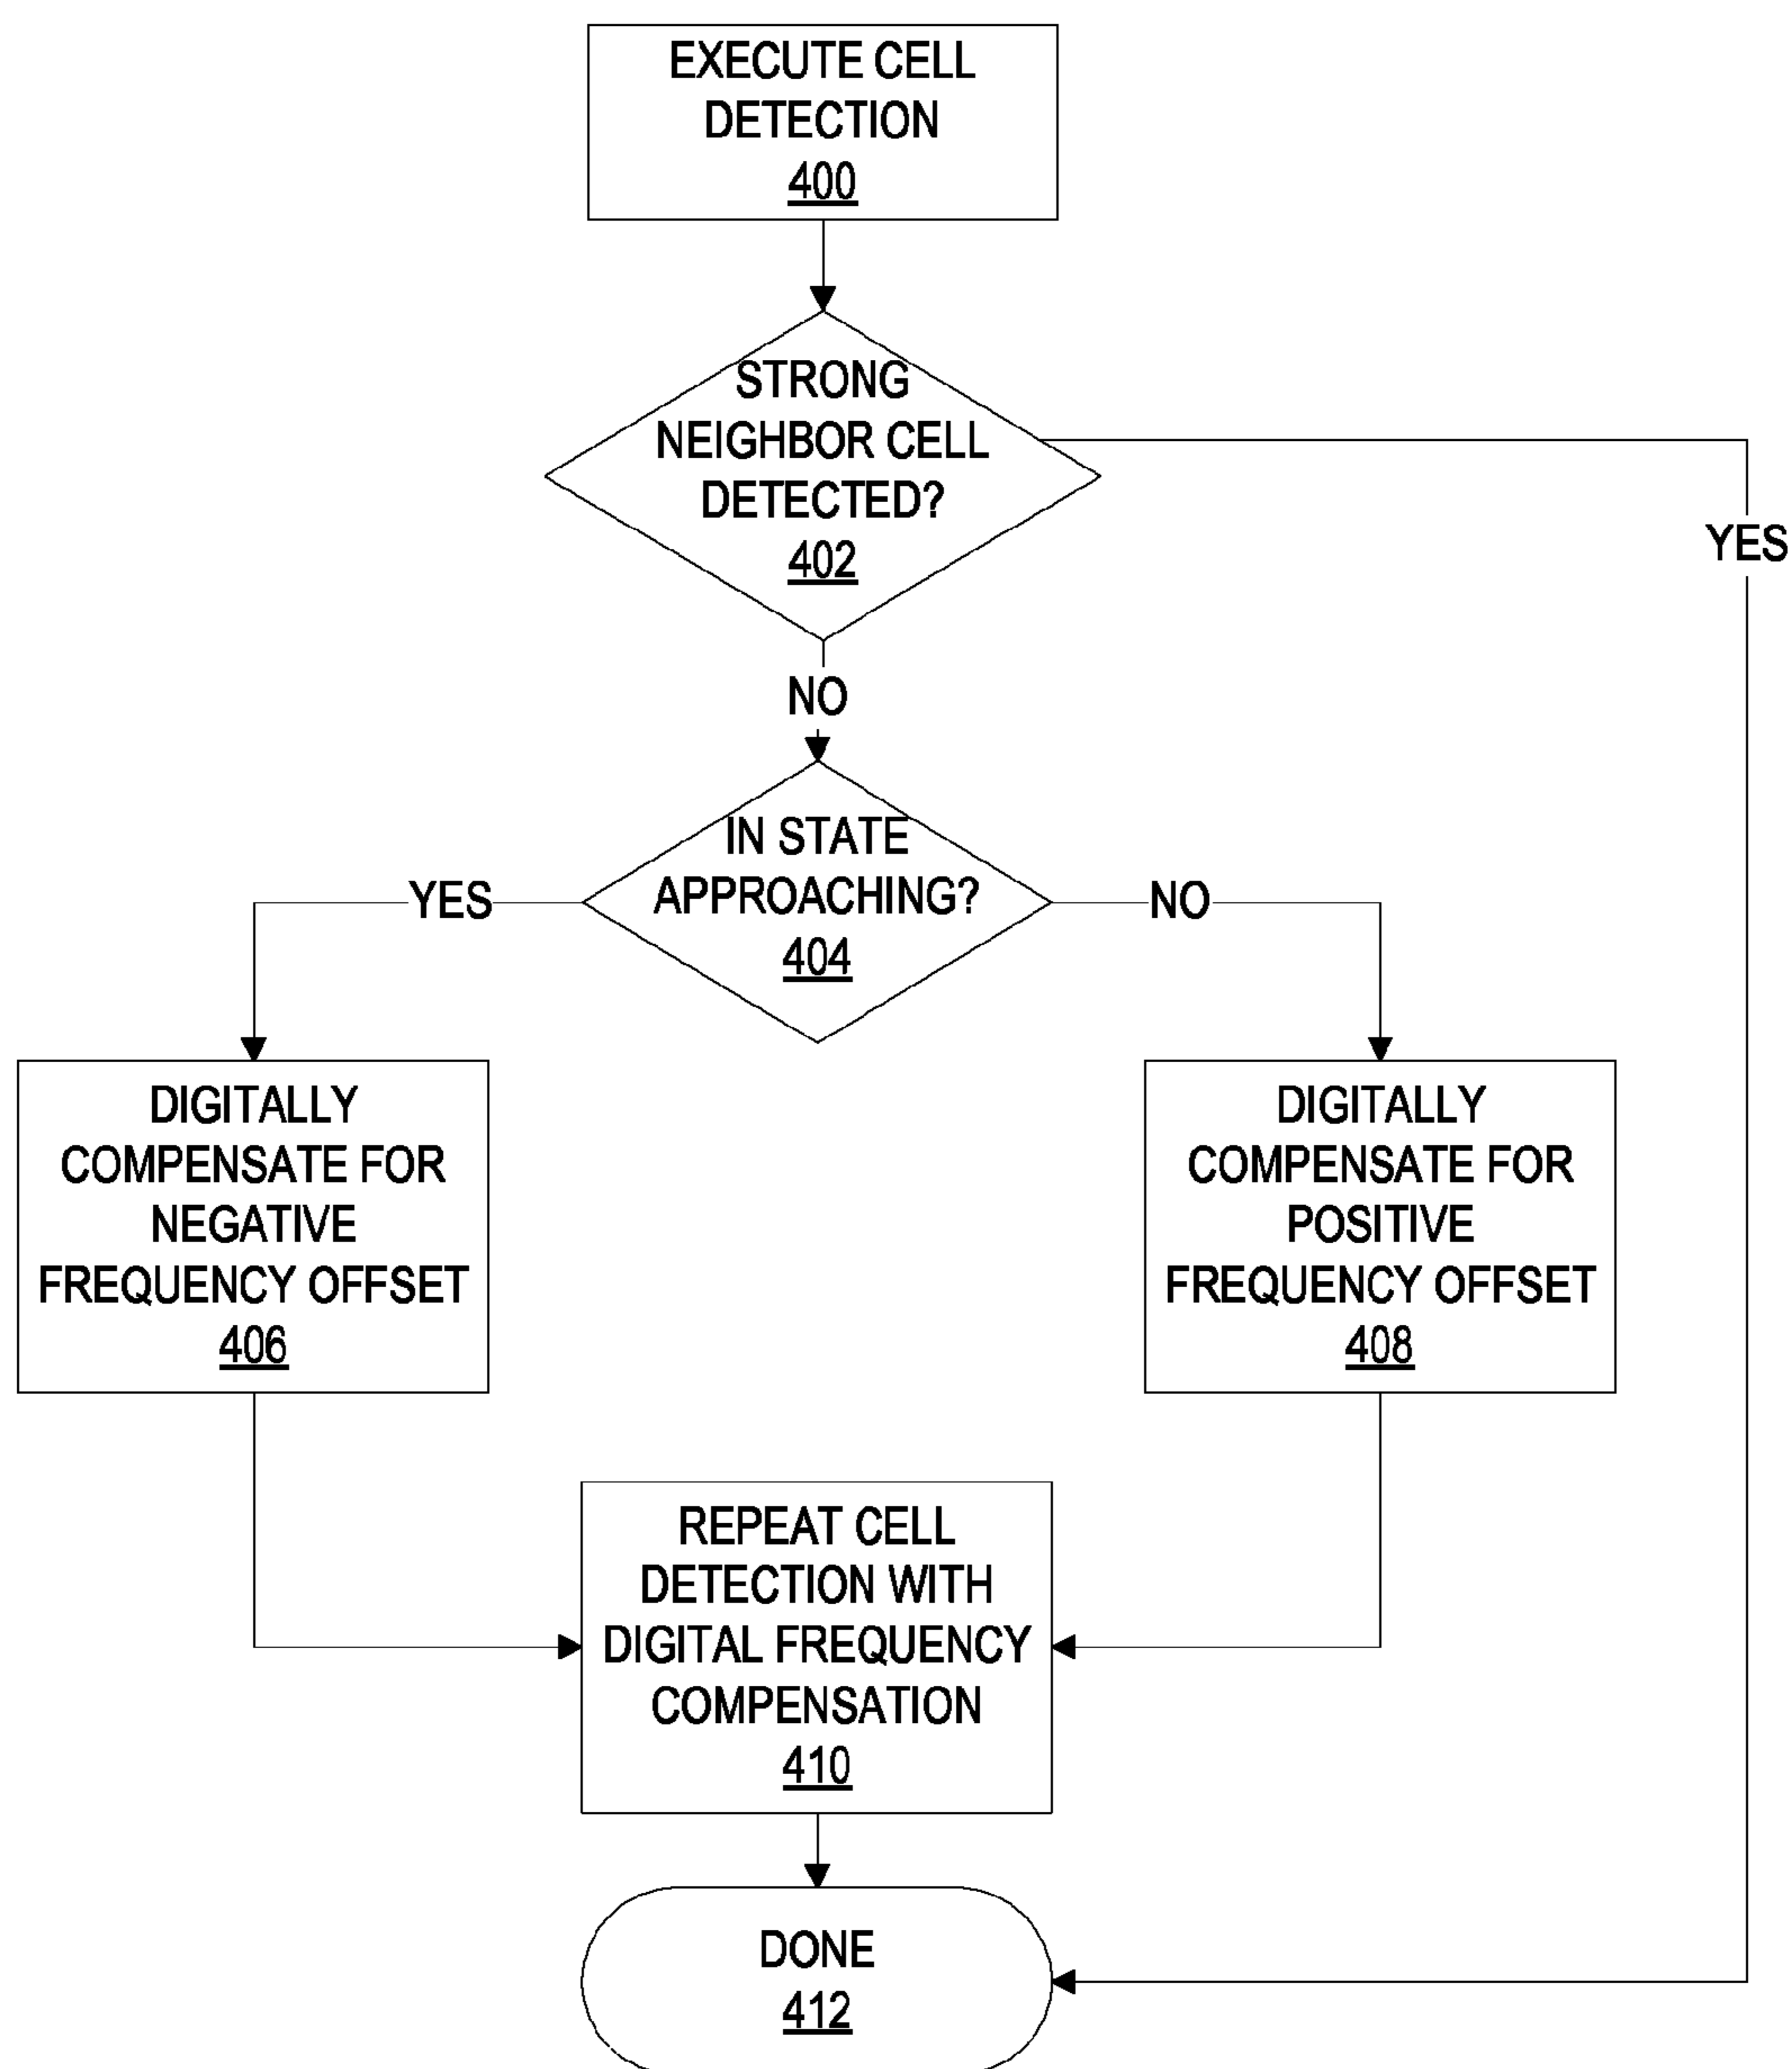 EXECUTE CELL
DETECTION
400
STRONG
NEIGHBOR CELL
DETECTED?
402
YES
NO
IN STATE
APPROACHING?
404
YES
NO
DIGITALLY
COMPENSATE FOR
NEGATIVE
FREQUENCY OFFSET
406
DIGITALLY
COMPENSATE FOR
POSITIVE
FREQUENCY OFFSET
408
REPEAT CELL
DETECTION WITH
DIGITAL FREQUENCY
COMPENSATION
410
DONE
412